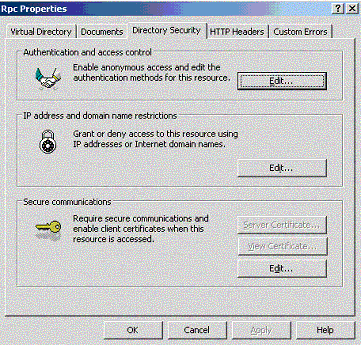 Rpc Properties
Virtual Directory Documents Directory Security HTTP Headers Custom Errors
Authentication and access control
Enable anonymous access and edit the
authentication methods for this resource.
Edit...
IP address and domain name restrictions
Grant or deny access to this resource using
IP addresses or Internet domain names.
Edit...
Secure communications
Require secure communications and
enable client certificates when this
resource is accessed.
Server Certificate...
View Certificate...
Edit...
OK Cancel Apply Help